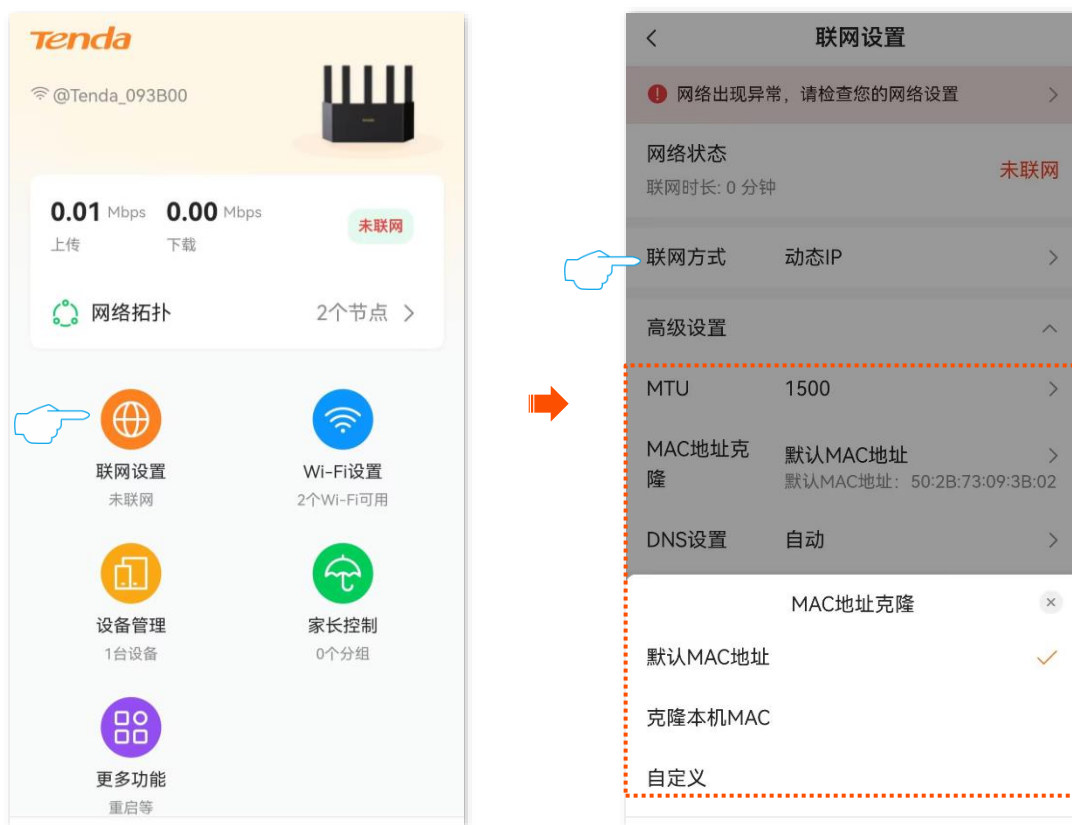 Tenda
@Tenda_093B00
0.01 Mbps 0.00 Mbps
上传 下载
未联网
网络拓扑 2个节点
联网设置 Wi-Fi设置
未联网 2个Wi-Fi可用
设备管理 家长控制
1台设备 0个分组
更多功能
重启等
联网设置
网络出现异常，请检查您的网络设置
网络状态
联网时长: 0 分钟
未联网
联网方式 动态IP
高级设置
MTU 1500
MAC地址克
隆
默认MAC地址
默认MAC地址：50:2B:73:09:3B:02
DNS设置 自动
MAC地址克隆
默认MAC地址
克隆本机MAC
自定义